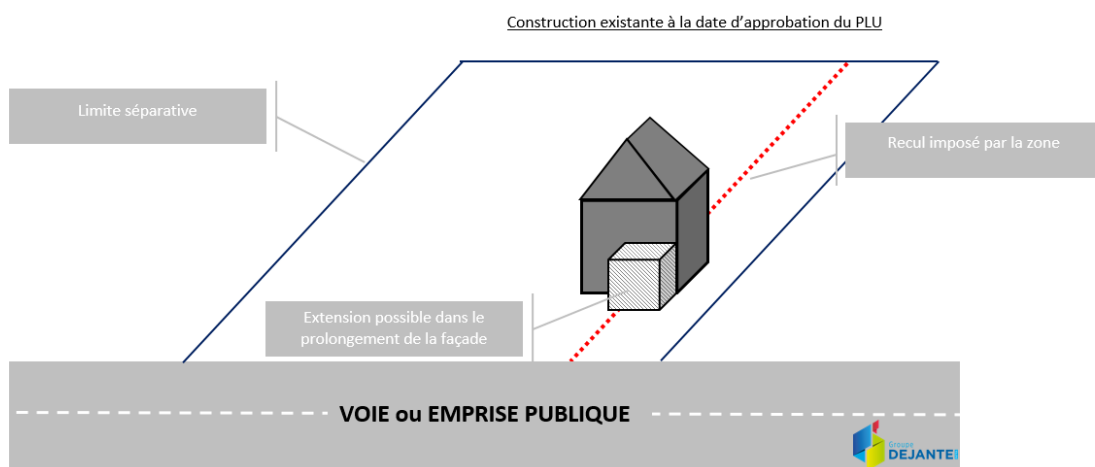 Construction existante à la date d'approbation du PLU
Limite séparative
Recul imposé par la zone
Extension possible dans le
prolongement de la façade
VOIE ou EMPRISE PUBLIQUE
Groupe
DEJANTE